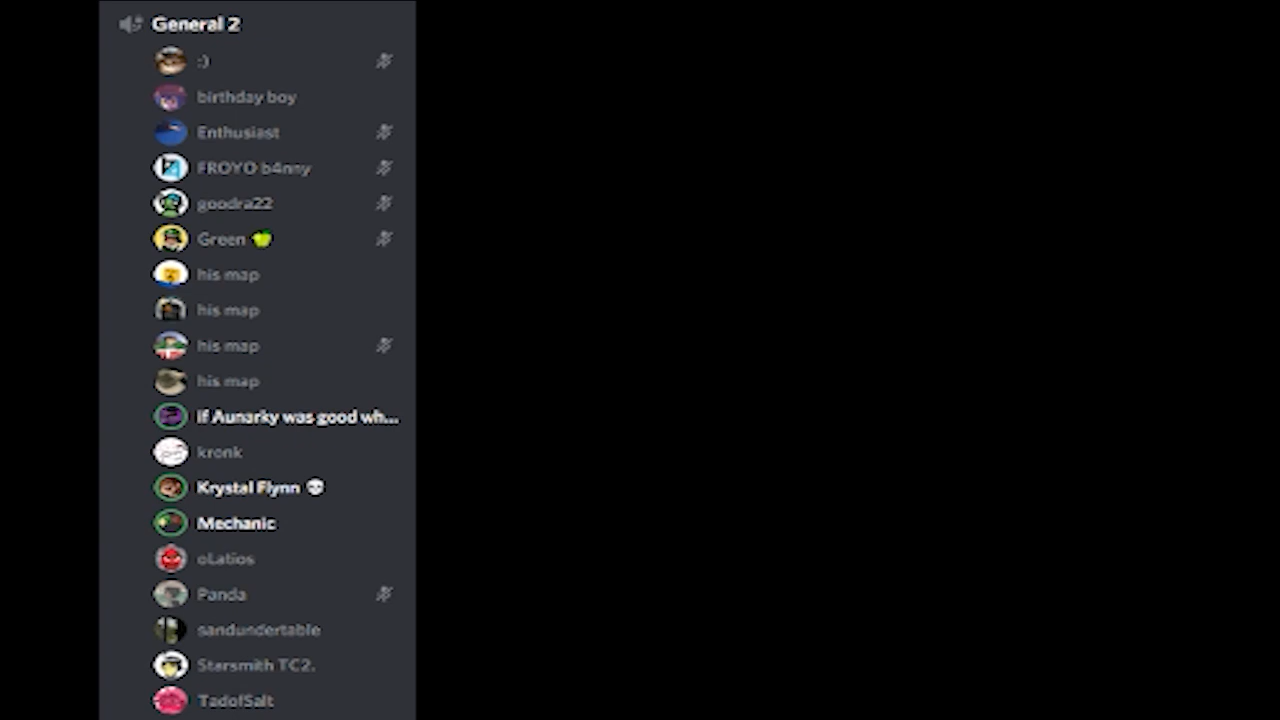 General 2
:)
birthday boy
Enthusiast
FROYO b4nny
goodra22
Green 🍏
his map
his map
his map
his map
If Aunarky was good wh...
kronk
Krystal Flynn 💀
Mechanic
oLatios
Panda
sandundertable
Starsmith TC2.
TadofSalt